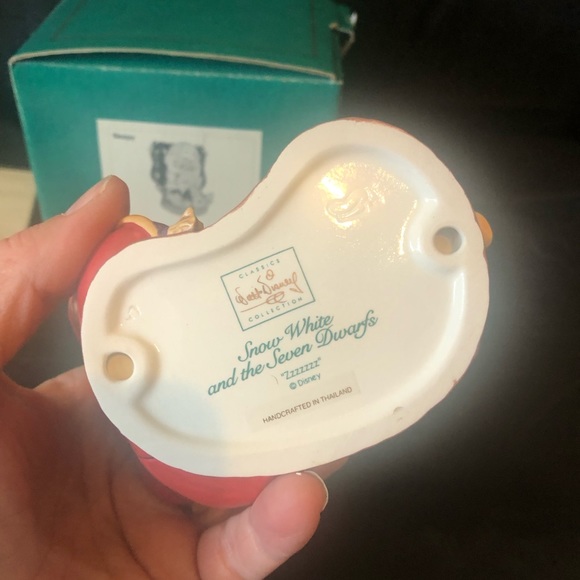 CLASSICS
Walt Disney
COLLECTION
Snow White
and the Seven Dwarfs
"Zzzzzzz"
© Disney
HANDCRAFTED IN THAILAND